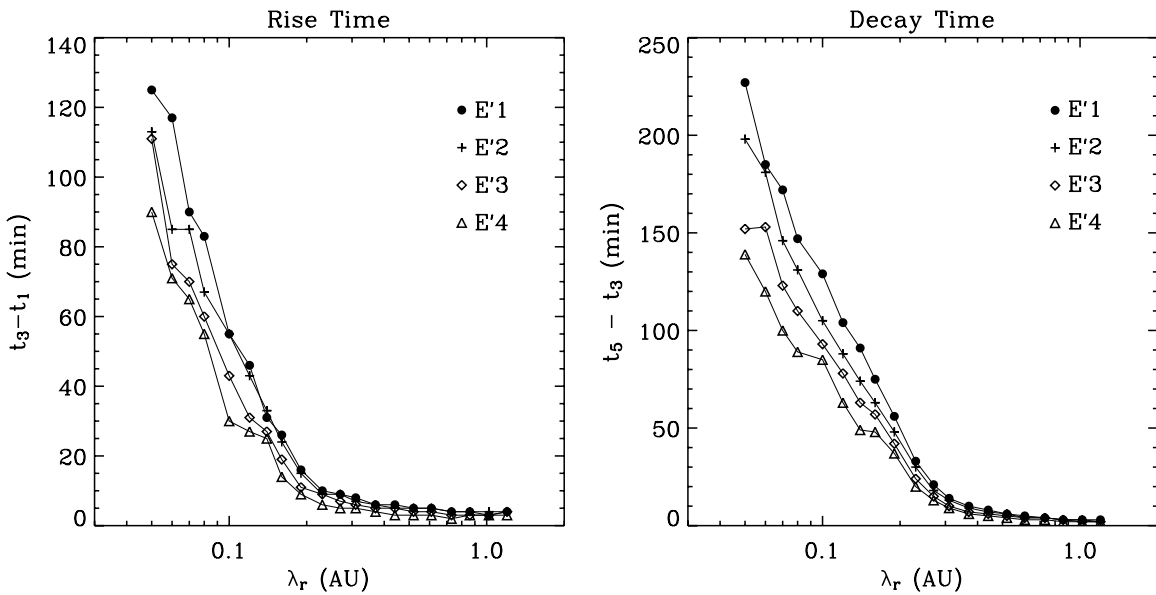 Rise Time
140
120
100
80
60
40
20
0
t₃−t₁ (min)
0.1
1.0
λᵣ (AU)
E'1
E'2
E'3
E'4
Decay Time
250
200
150
100
50
0
t₅ − t₃ (min)
0.1
1.0
λᵣ (AU)
E'1
E'2
E'3
E'4